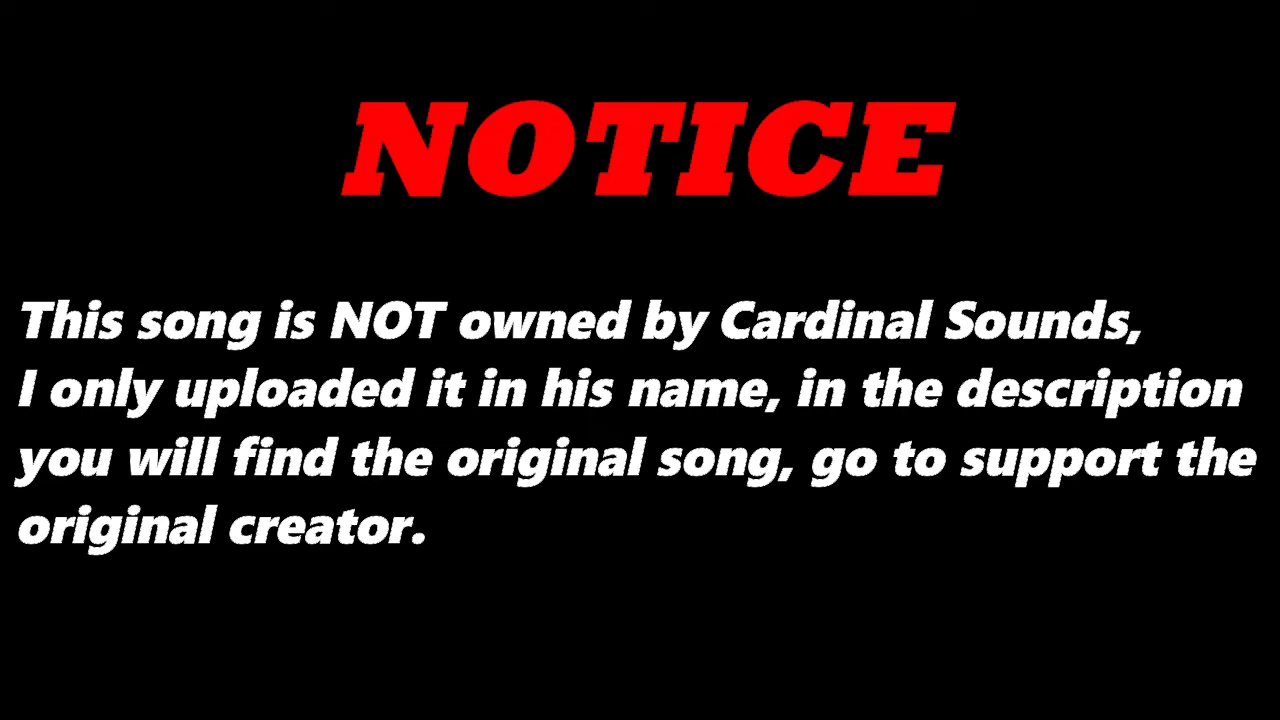 NOTICE
This song is NOT owned by Cardinal Sounds,
I only uploaded it in his name, in the description
you will find the original song, go to support the
original creator.